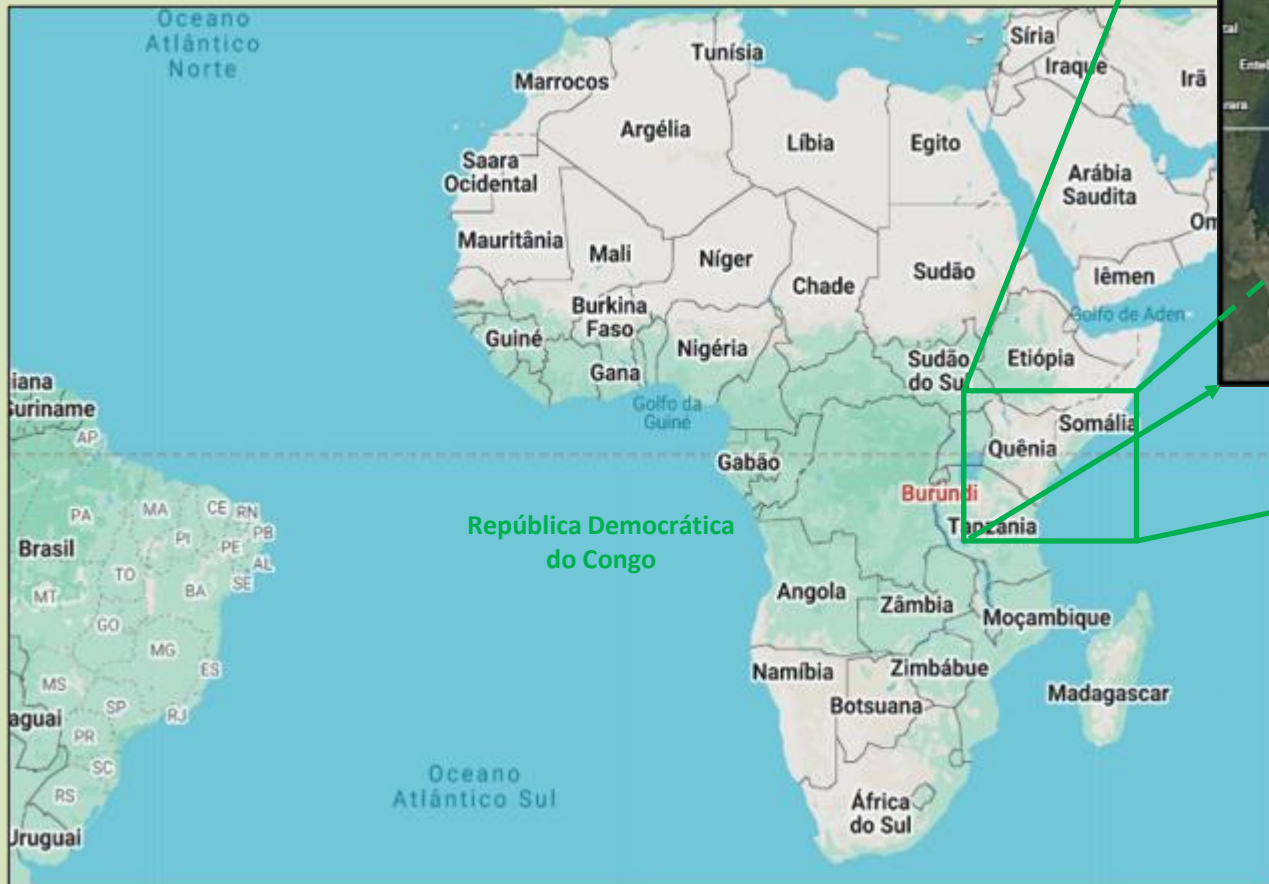 Oceano
Atlântico
Norte
Síria
Tunísia
Iraque
Irã
Marrocos
Argélia
Líbia
Egito
Saara
Ocidental
Arábia
Saudita
Mauritânia
Mali
Níger
Chade
Sudão
Iêmen
Burkina
Faso
Golfo de Aden
Guiné
Nigéria
Sudão
do Sul
Etiópia
Gana
Golfo da
Guiné
Suriname
AP
Somália
Quênia
Gabão
Burundi
PA
MA
CE
RN
PB
PI
PE
AL
SE
Brasil
TO
BA
MT
República Democrática
do Congo
Tanzania
Angola
Zâmbia
Moçambique
GO
MG
ES
Namíbia
Zimbábue
Botsuana
Madagascar
MS
SP
RJ
aguai
PR
SC
RS
Oceano
Atlântico Sul
África
do Sul
Uruguai